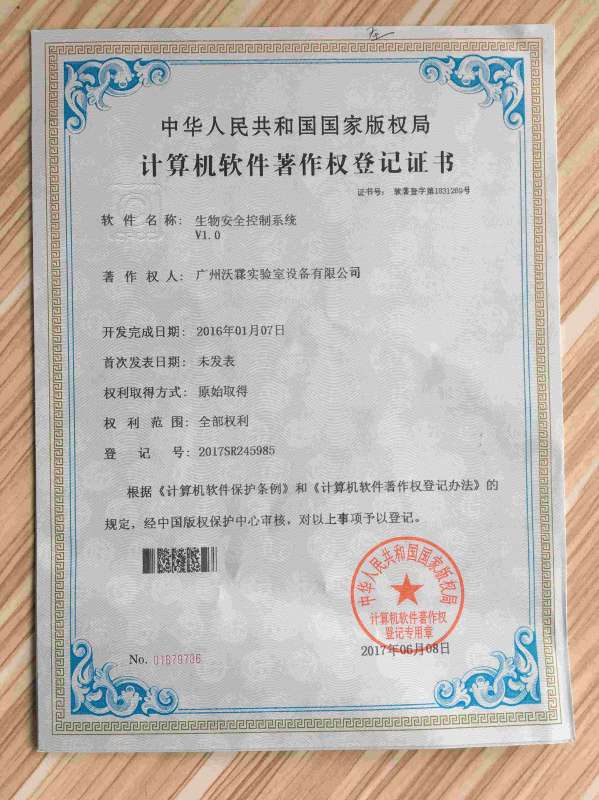 中华人民共和国国家版权局
计算机软件著作权登记证书
证书号: 软著登字第1831269号
软件名称: 生物安全控制系统
V1.0
著作权人: 广州沃霖实验室设备有限公司
开发完成日期: 2016年01月07日
首次发表日期: 未发表
权利取得方式: 原始取得
权利范围: 全部权利
登记号: 2017SR245985
根据《计算机软件保护条例》和《计算机软件著作权登记办法》的
规定，经中国版权保护中心审核，对以上事项予以登记。
中华人民共和国国家版权局
计算机软件著作权
登记专用章
No. 01679736
2017年06月08日